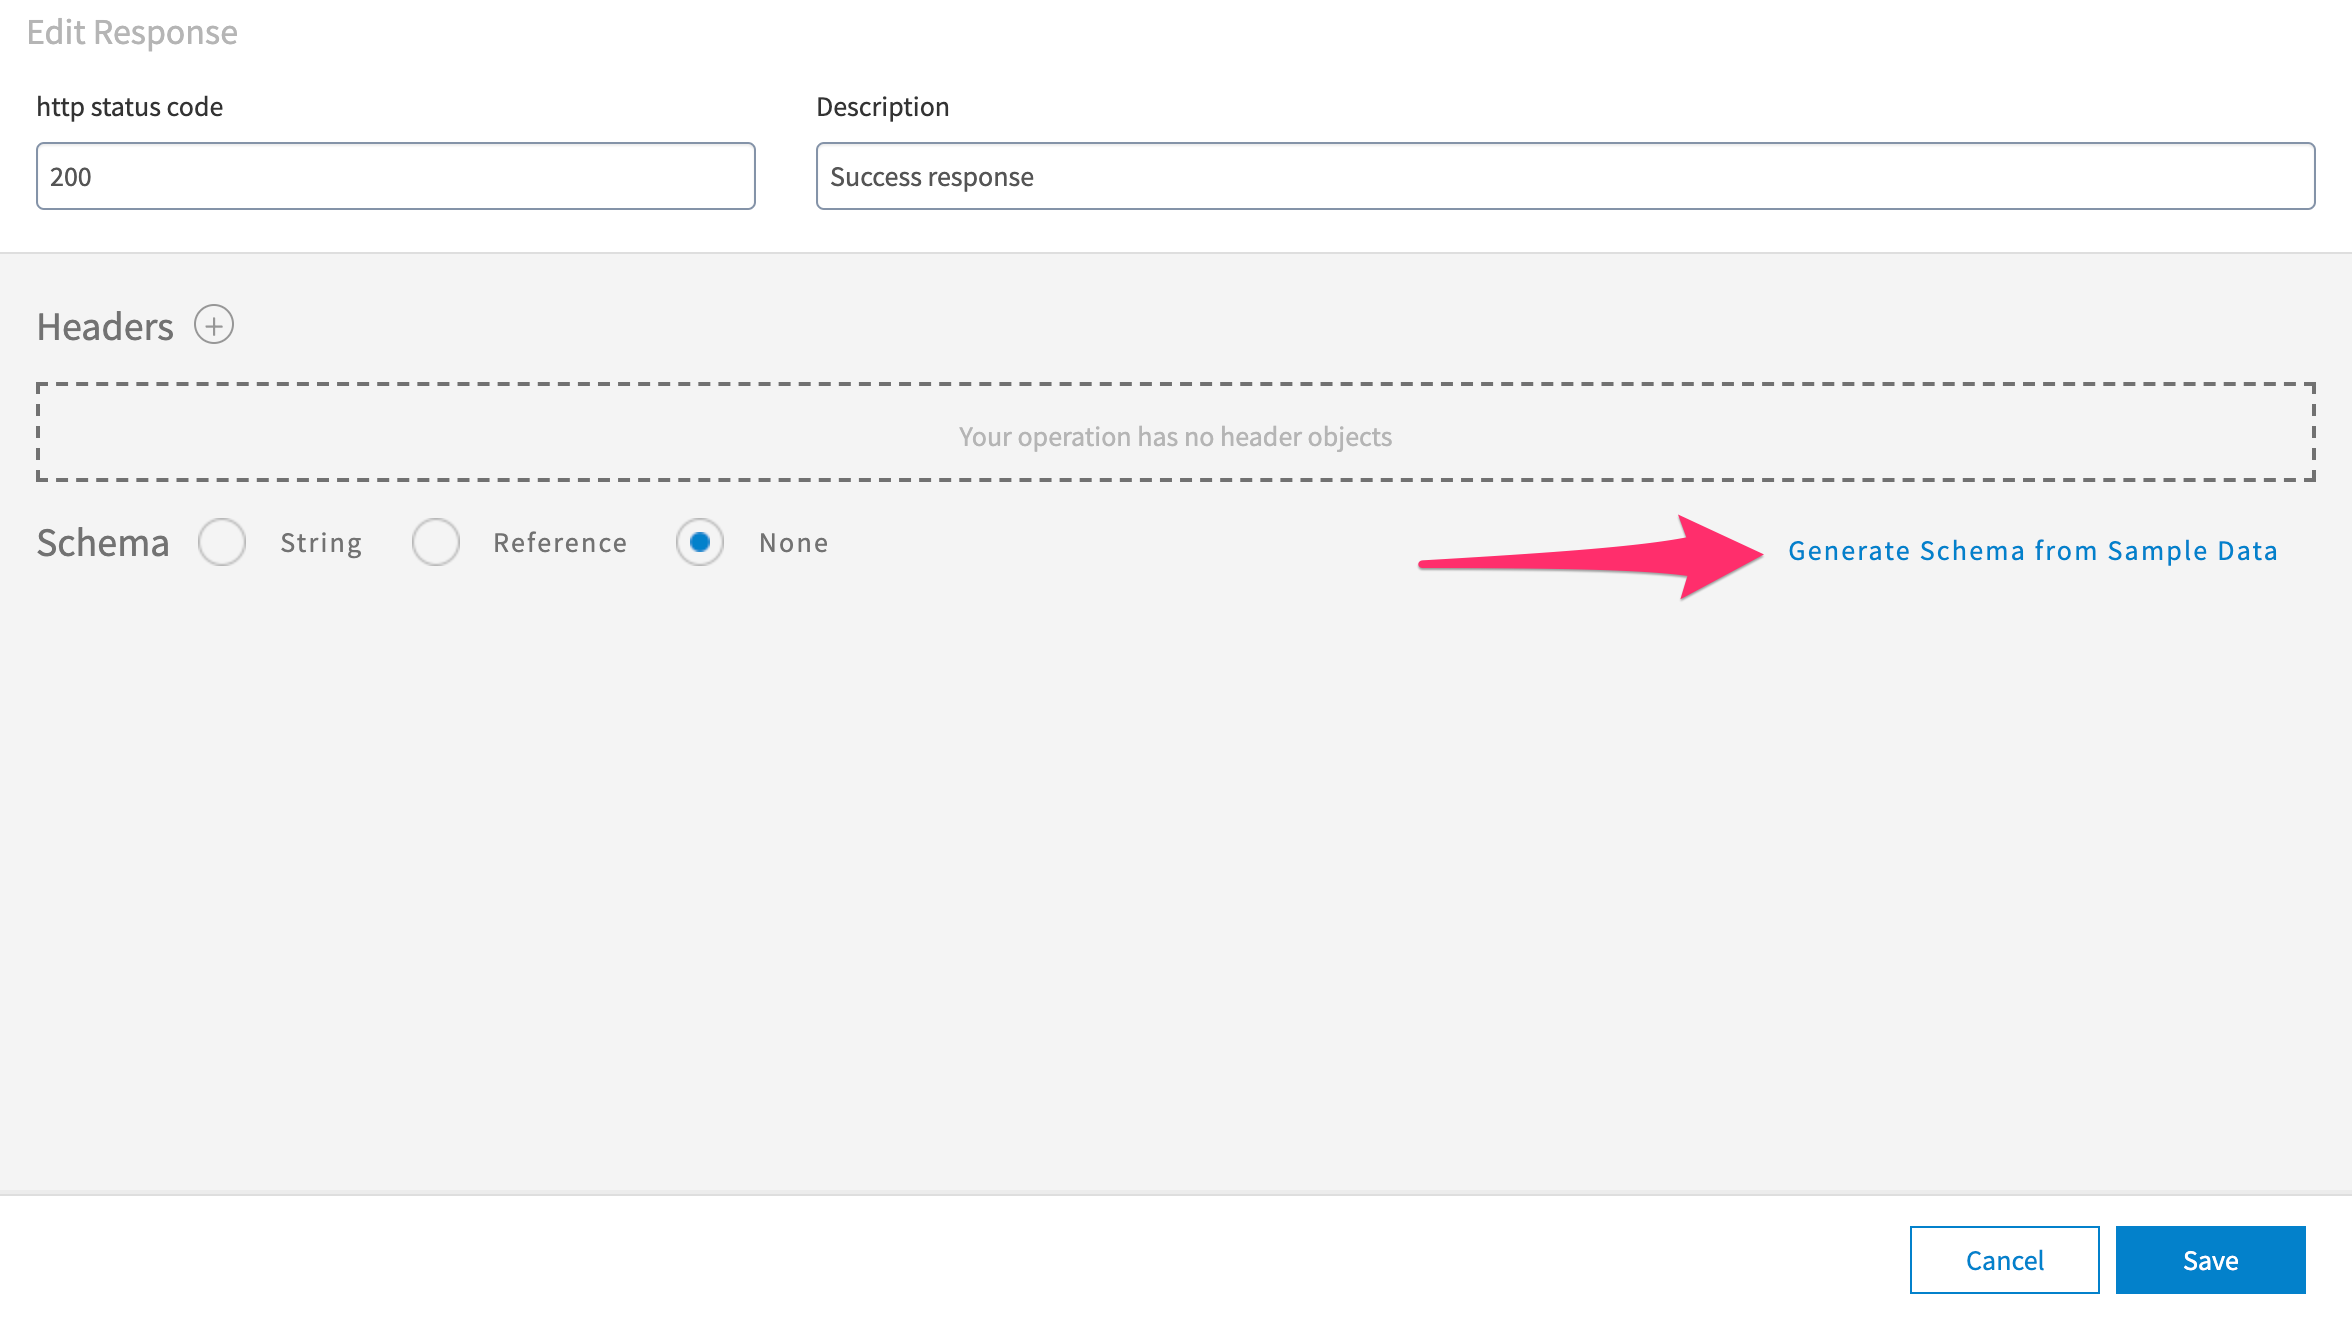 Edit Response
http status code
Description
200
Success response
Headers
Your operation has no header objects
Schema String Reference None Generate Schema from Sample Data
Cancel Save